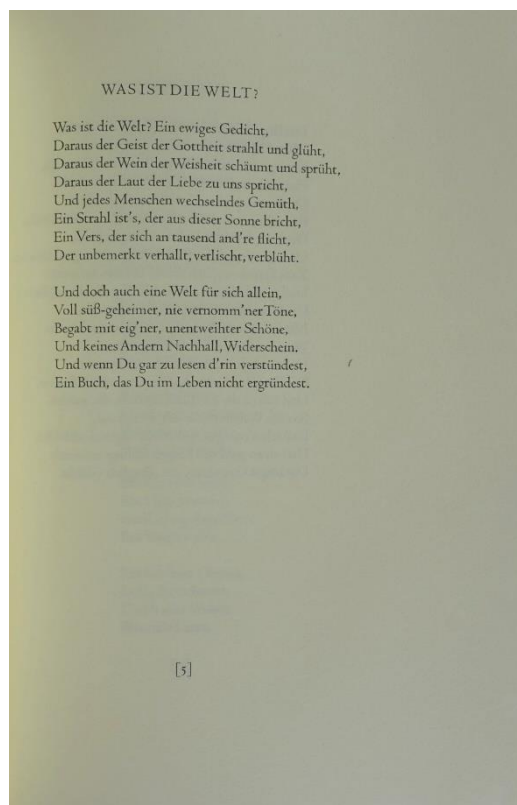 WAS IST DIE WELT?
Was ist die Welt? Ein ewiges Gedicht,
Daraus der Geist der Gottheit strahlt und glüht,
Daraus der Wein der Weisheit schäumt und sprüht,
Daraus der Laut der Liebe zu uns spricht,
Und jedes Menschen wechselndes Gemüth,
Ein Strahl ist's, der aus dieser Sonne bricht,
Ein Vers, der sich an tausend and're flicht,
Der unbemerkt verhallt, verlischt, verblüht.
Und doch auch eine Welt für sich allein,
Voll süß-geheimer, nie vernomm'ner Töne,
Begabt mit eig'ner, unentweihter Schöne,
Und keines Andern Nachhall, Widerschein.
Und wenn Du gar zu lesen d'rin verstündest,
Ein Buch, das Du im Leben nicht ergründest.
[5]